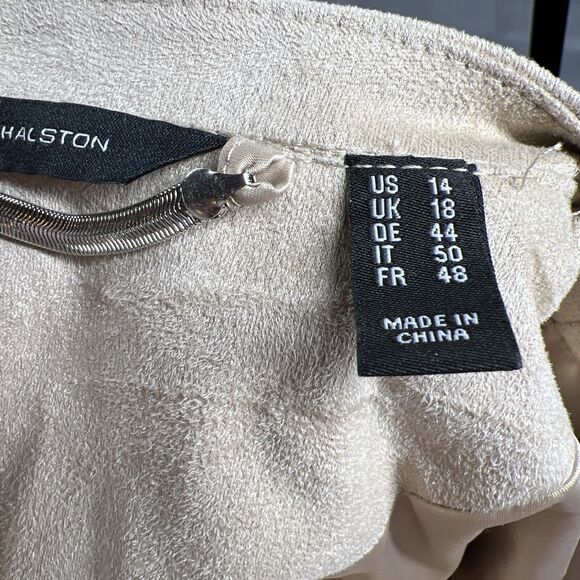 HALSTON
US 14
UK 18
DE 44
IT 50
FR 48
MADE IN
CHINA